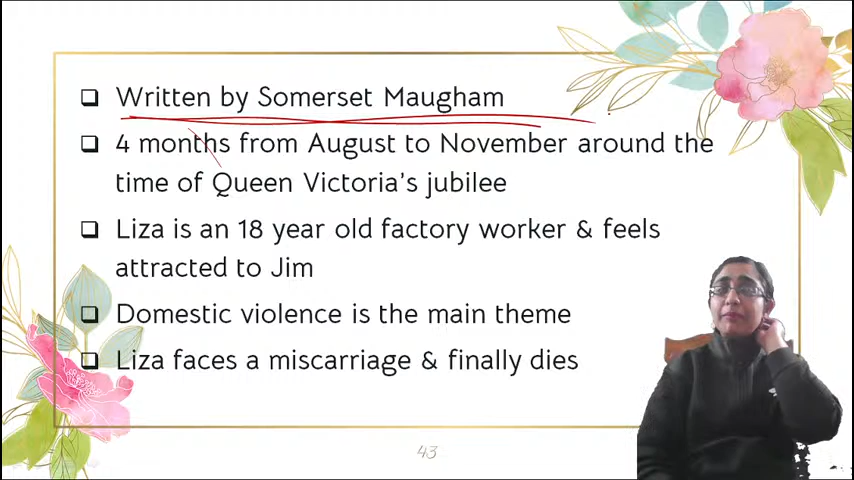 Written by Somerset Maugham
4 months from August to November around the
time of Queen Victoria's jubilee
Liza is an 18 year old factory worker & feels
attracted to Jim
Domestic violence is the main theme
Liza faces a miscarriage & finally dies
43